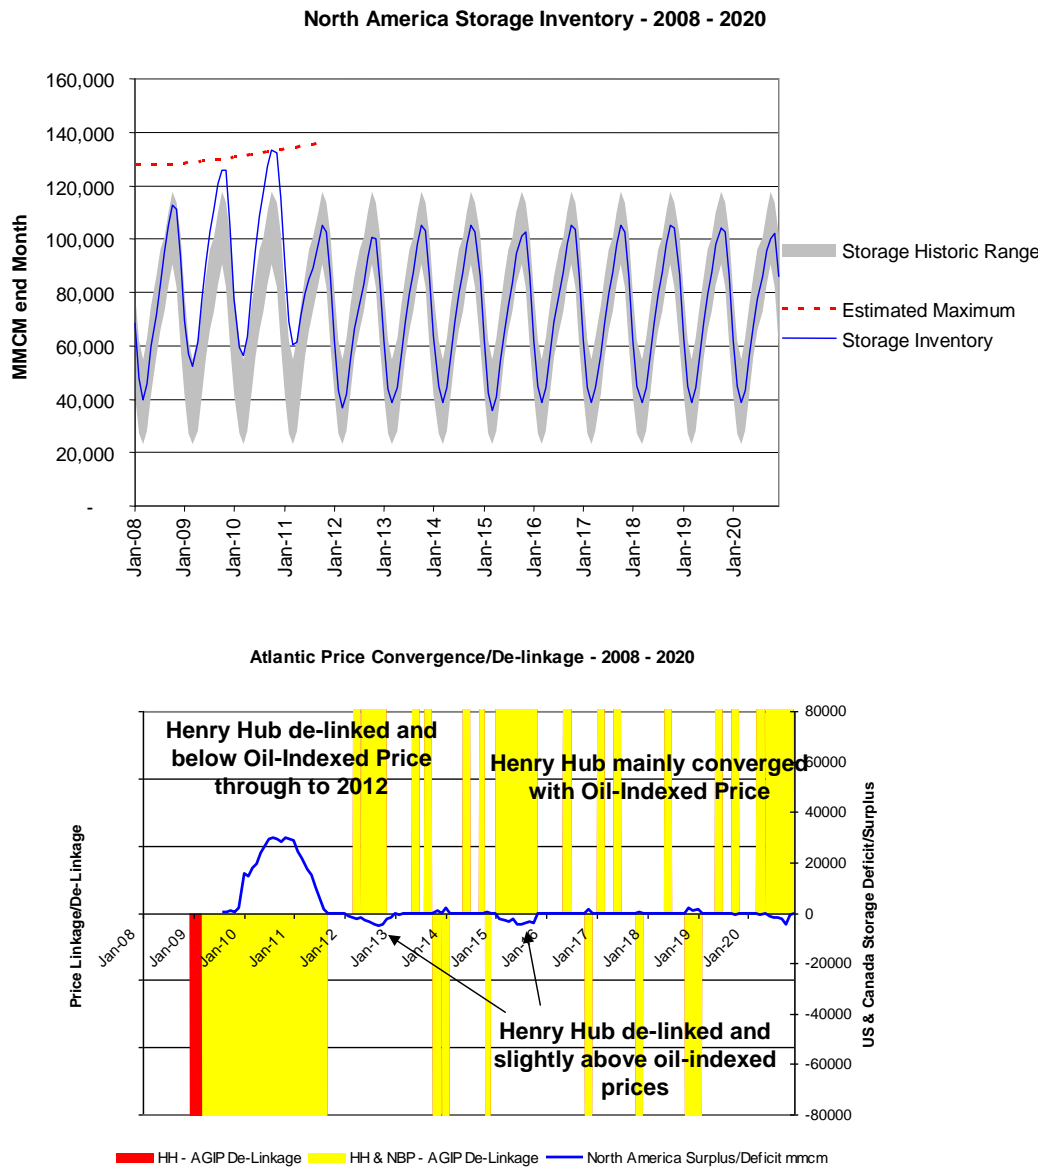 North America Storage Inventory - 2008 - 2020
160,000
140,000
120,000
100,000
80,000
60,000
40,000
20,000
-
MMCM end Month
Jan-08
Jan-09
Jan-10
Jan-11
Jan-12
Jan-13
Jan-14
Jan-15
Jan-16
Jan-17
Jan-18
Jan-19
Jan-20
Storage Historic Range
Estimated Maximum
Storage Inventory
Atlantic Price Convergence/De-linkage - 2008 - 2020
Henry Hub de-linked and
below Oil-Indexed Price
through to 2012
Henry Hub mainly converged
with Oil-Indexed Price
Price Linkage/De-Linkage
80000
60000
40000
20000
0
-20000
-40000
-60000
-80000
US & Canada Storage Deficit/Surplus
Jan-08
Jan-09
Jan-10
Jan-11
Jan-12
Jan-13
Jan-14
Jan-15
Jan-16
Jan-17
Jan-18
Jan-19
Jan-20
Henry Hub de-linked and
slightly above oil-indexed
prices
HH - AGIP De-Linkage
HH & NBP - AGIP De-Linkage
North America Surplus/Deficit mmcm